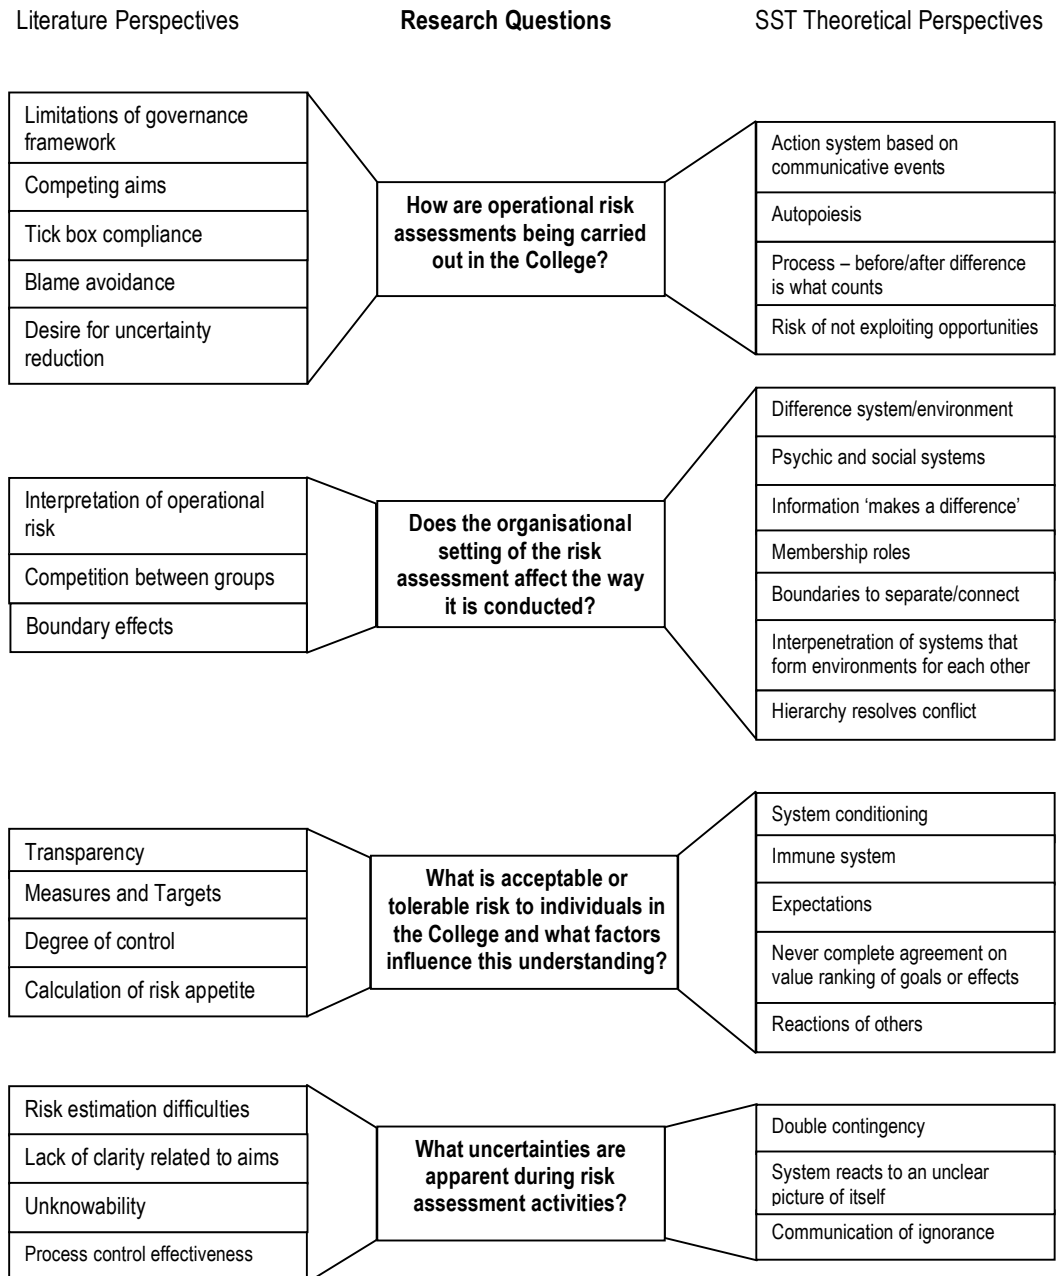 Literature Perspectives
Research Questions
SST Theoretical Perspectives
Limitations of governance
framework
Competing aims
Tick box compliance
Blame avoidance
Desire for uncertainty
reduction
How are operational risk
assessments being carried
out in the College?
Action system based on
communicative events
Autopoiesis
Process – before/after difference
is what counts
Risk of not exploiting opportunities
Interpretation of operational
risk
Competition between groups
Boundary effects
Does the organisational
setting of the risk
assessment affect the way
it is conducted?
Difference system/environment
Psychic and social systems
Information ‘makes a difference’
Membership roles
Boundaries to separate/connect
Interpenetration of systems that
form environments for each other
Hierarchy resolves conflict
Transparency
Measures and Targets
Degree of control
Calculation of risk appetite
What is acceptable or
tolerable risk to individuals in
the College and what factors
influence this understanding?
System conditioning
Immune system
Expectations
Never complete agreement on
value ranking of goals or effects
Reactions of others
Risk estimation difficulties
Lack of clarity related to aims
Unknowability
Process control effectiveness
What uncertainties are
apparent during risk
assessment activities?
Double contingency
System reacts to an unclear
picture of itself
Communication of ignorance